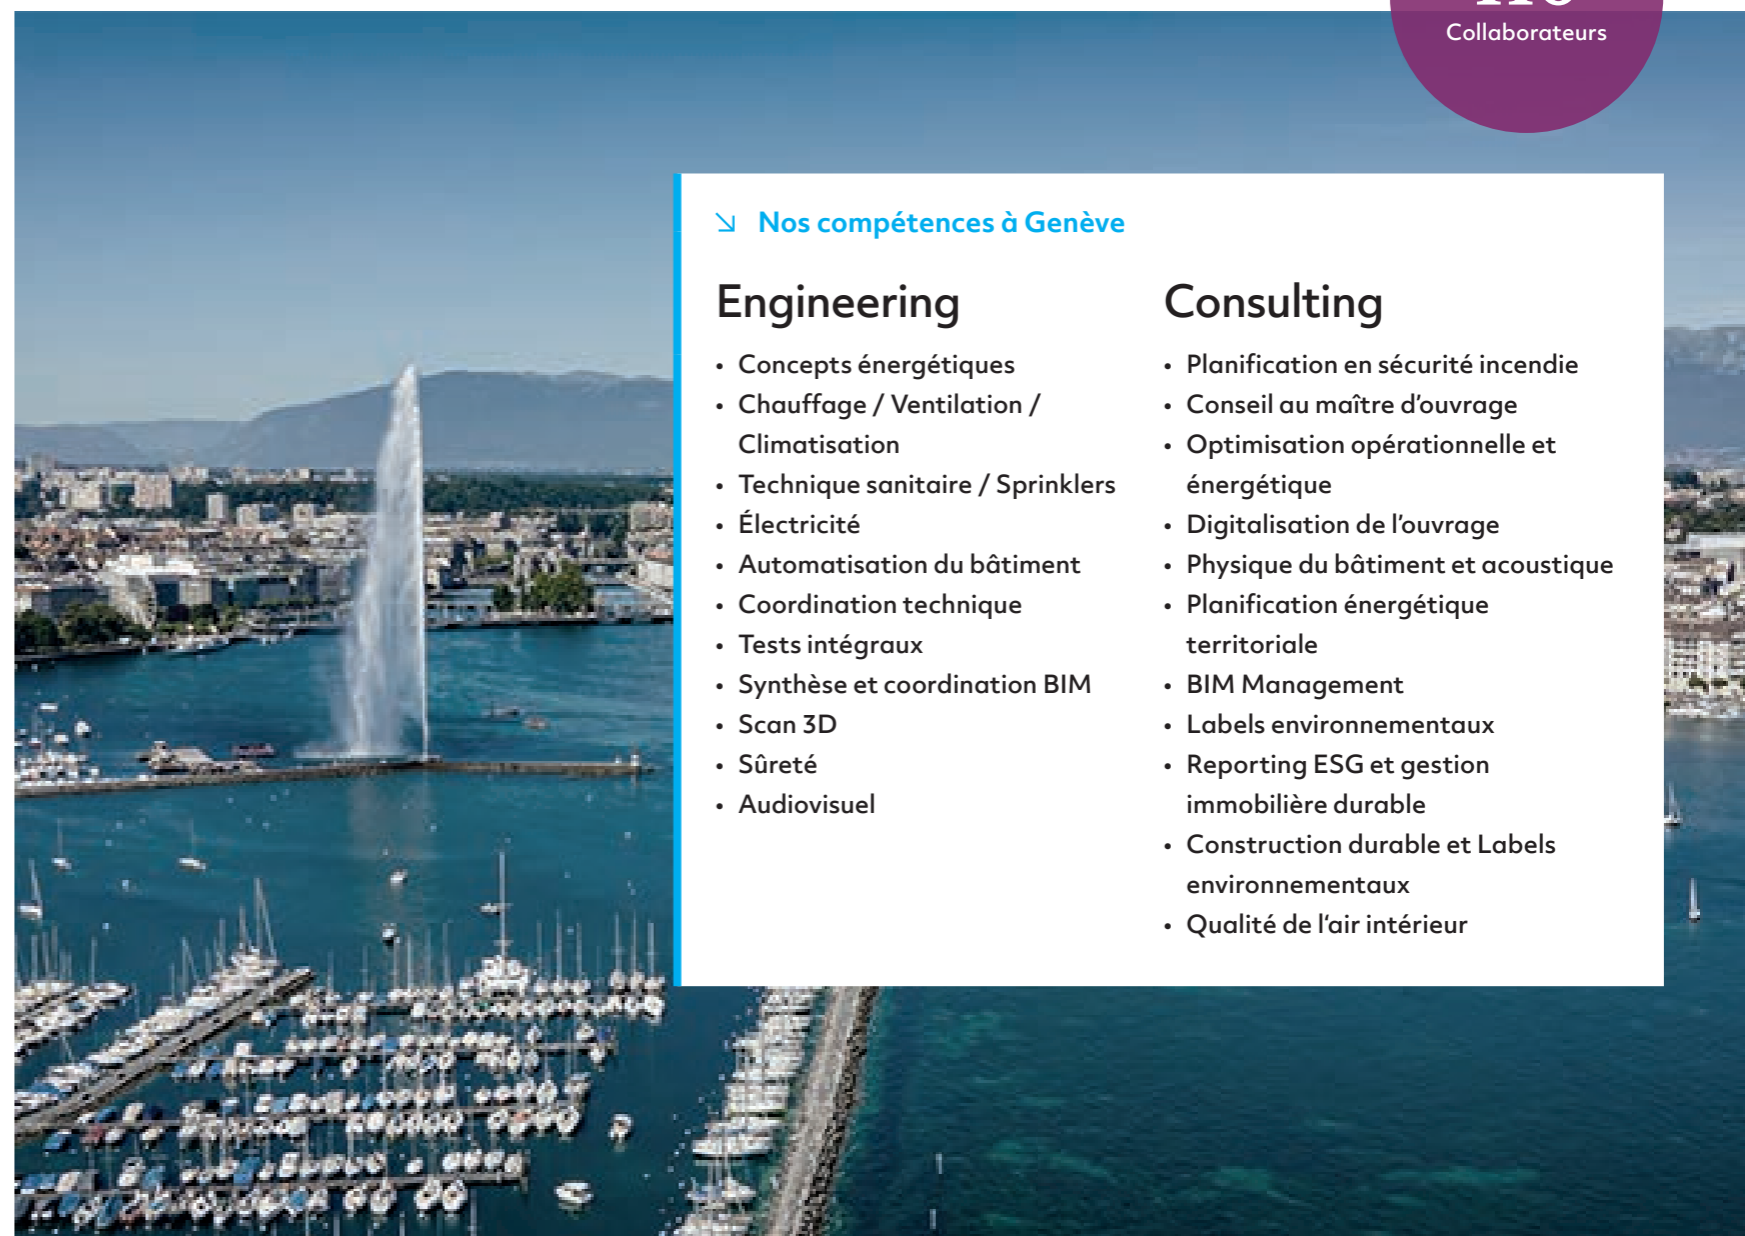 Collaborateurs
Nos compétences à Genève
Engineering
• Concepts énergétiques
• Chauffage / Ventilation /
Climatisation
• Technique sanitaire / Sprinklers
• Électricité
• Automatisation du bâtiment
• Coordination technique
• Tests intégraux
• Synthèse et coordination BIM
• Scan 3D
• Sûreté
• Audiovisuel
Consulting
• Planification en sécurité incendie
• Conseil au maître d’ouvrage
• Optimisation opérationnelle et
énergétique
• Digitalisation de l’ouvrage
• Physique du bâtiment et acoustique
• Planification énergétique
territoriale
• BIM Management
• Labels environnementaux
• Reporting ESG et gestion
immobilière durable
• Construction durable et Labels
environnementaux
• Qualité de l‘air intérieur